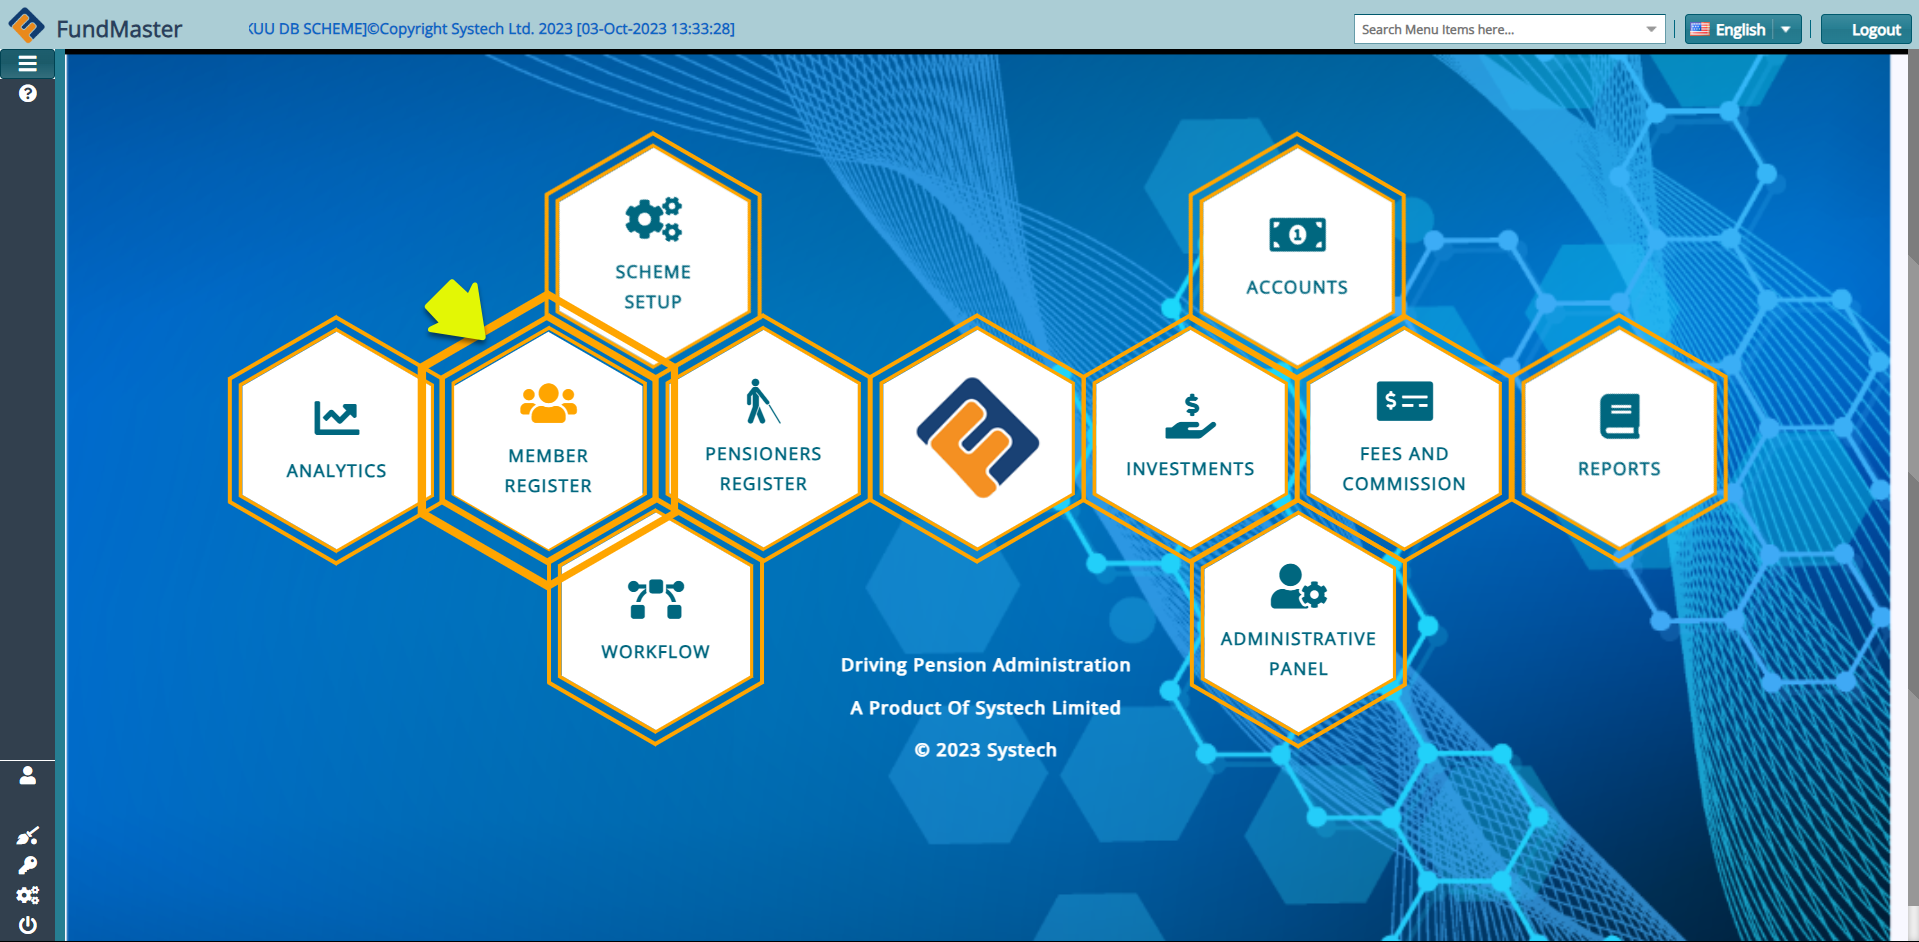 FundMaster
KUU DB SCHEME]©Copyright Systech Ltd. 2023 [03-Oct-2023 13:33:28]
Search Menu Items here...
English
Logout
SCHEME
SETUP
ACCOUNTS
ANALYTICS
MEMBER
REGISTER
PENSIONERS
REGISTER
INVESTMENTS
FEES AND
COMMISSION
REPORTS
WORKFLOW
ADMINISTRATIVE
PANEL
Driving Pension Administration
A Product Of Systech Limited
© 2023 Systech